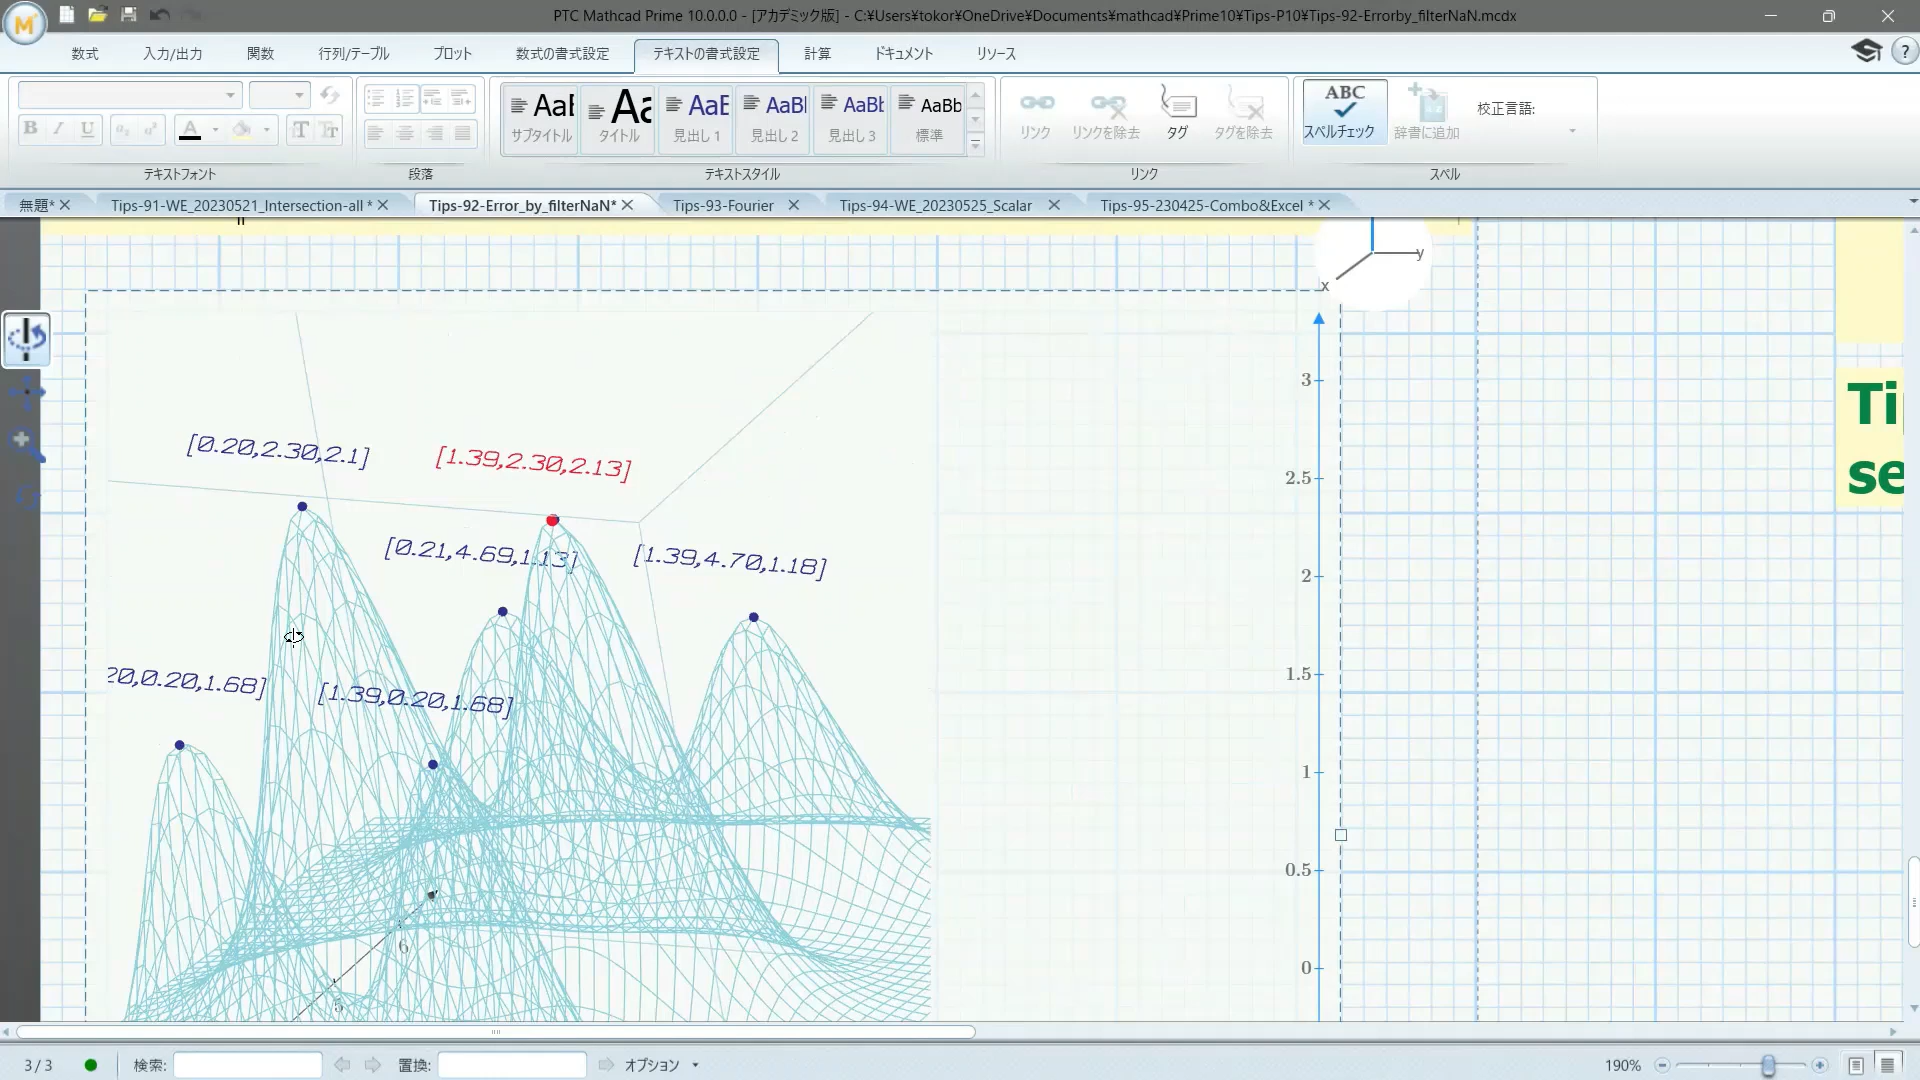 PTC Mathcad Prime 10.0.0.0 - [アカデミック版] - C:¥Users¥tokor¥OneDrive¥Documents¥mathcad¥Prime10¥Tips-P10¥Tips-92-Errorby_filterNaN.mcdx
数式 入力/出力 関数 行列/テーブル プロット 数式の書式設定 テキストの書式設定 計算 ドキュメント リソース
サブタイトル タイトル 見出し 1 見出し 2 見出し 3 標準
リンク リンクを除去 タグ タグを除去
ABC スペルチェック 辞書に追加 校正言語:
テキストフォント 段落 テキストスタイル リンク スペル
無題* Tips-91-WE_20230521_Intersection-all * Tips-92-Error_by_filterNaN* Tips-93-Fourier Tips-94-WE_20230525_Scalar Tips-95-230425-Combo&Excel *
y
x
3
[0.20,2.30,2.1] [1.39,2.30,2.13]
2.5
[0.21,4.69,1.13] [1.39,4.70,1.18]
2
1.5
20,0.20,1.68] [1.39,0.20,1.68]
1
0.5
6
0
5
Ti
se
3 / 3 検索: 置換: オプション 190%